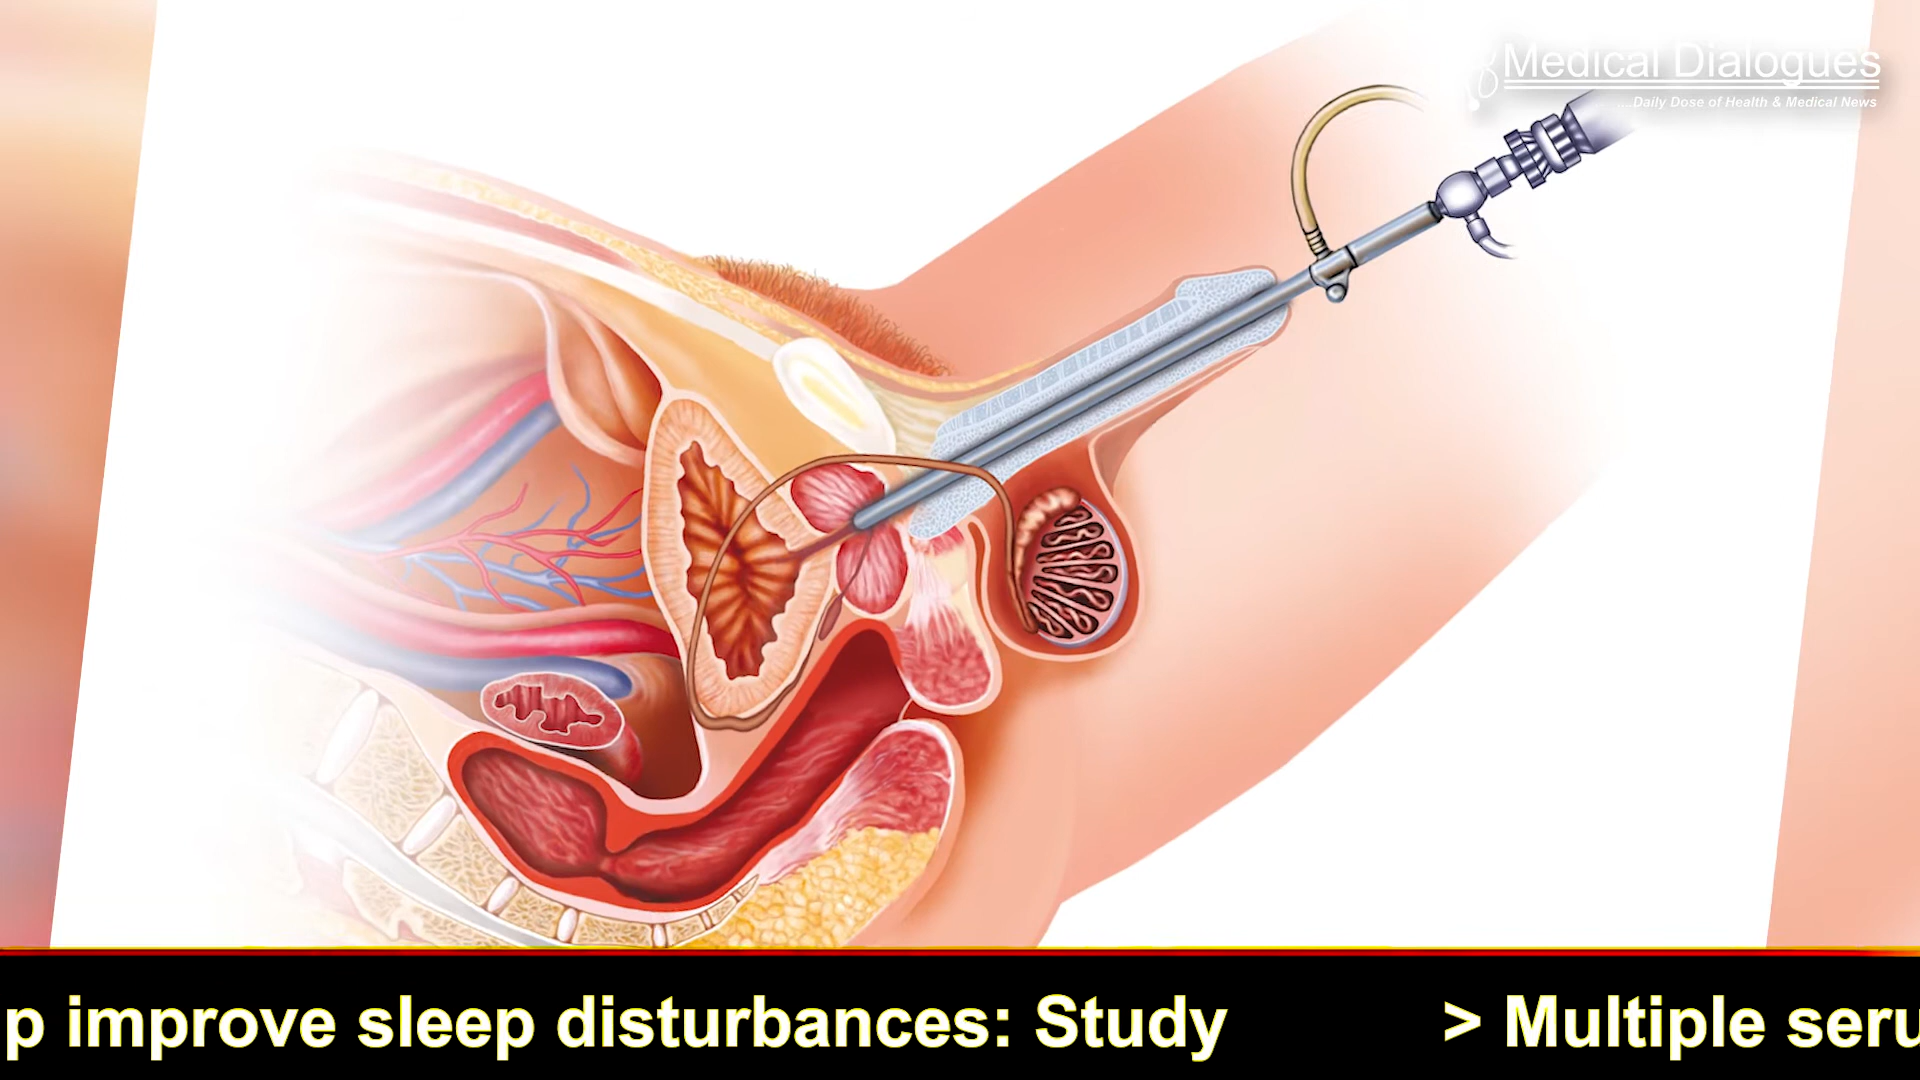 Medical Dialogues
....Daily Dose of Health & Medical News
p improve sleep disturbances: Study > Multiple seru